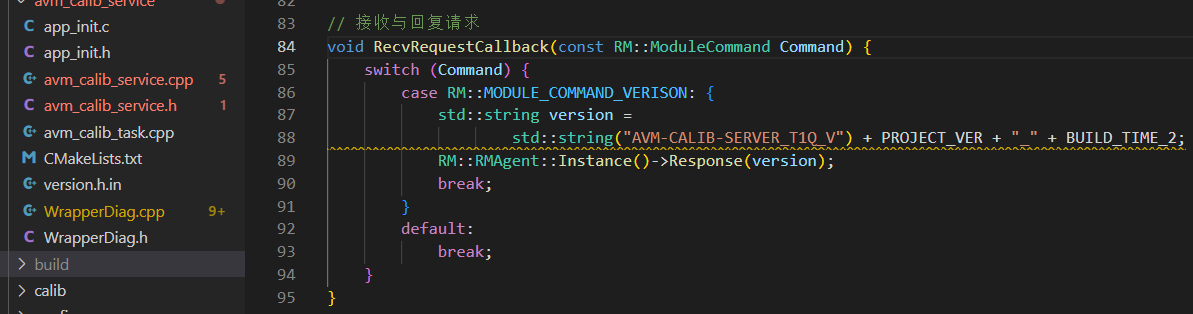 avm_calib_service
app_init.c
app_init.h
avm_calib_service.cpp 5
avm_calib_service.h 1
avm_calib_task.cpp
CMakeLists.txt
version.h.in
WrapperDiag.cpp 9+
WrapperDiag.h
build
calib
82
83 // 接收与回复请求
84 void RecvRequestCallback(const RM::ModuleCommand Command) {
85 switch (Command) {
86 case RM::MODULE_COMMAND_VERISON: {
87 std::string version =
88 std::string("AVM-CALIB-SERVER_T1Q_V") + PROJECT_VER + "_" + BUILD_TIME_2;
89 RM::RMAgent::Instance()->Response(version);
90 break;
91 }
92 default:
93 break;
94 }
95 }